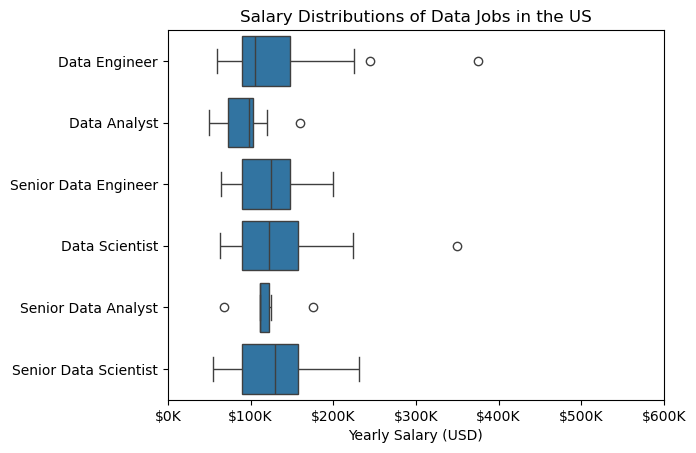 Salary Distributions of Data Jobs in the US
Data Engineer
Data Analyst
Senior Data Engineer
Data Scientist
Senior Data Analyst
Senior Data Scientist
$0K $100K $200K $300K $400K $500K $600K
Yearly Salary (USD)